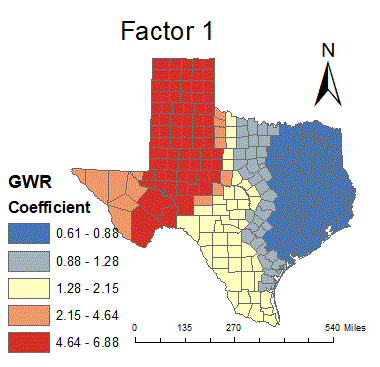 Factor 1
N
GWR
Coefficient
0.61 - 0.88
0.88 - 1.28
1.28 - 2.15
2.15 - 4.64
4.64 - 6.88
0 135 270 540 Miles